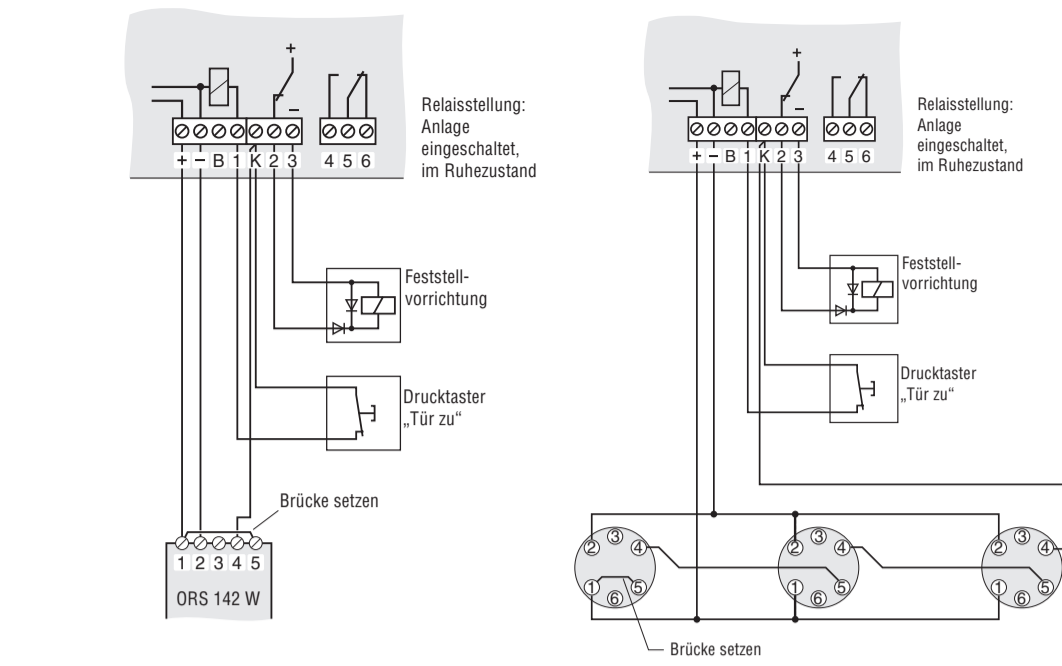 +
–
+ – B 1 K 2 3 4 5 6
Relaisstellung:
Anlage
eingeschaltet,
im Ruhezustand
Feststell-
vorrichtung
Drucktaster
„Tür zu“
Brücke setzen
1 2 3 4 5
ORS 142 W
+
–
+ – B 1 K 2 3 4 5 6
Relaisstellung:
Anlage
eingeschaltet,
im Ruhezustand
Feststell-
vorrichtung
Drucktaster
„Tür zu“
2 3 4
1 6 5
2 3 4
1 6 5
2 3 4
1 6 5
Brücke setzen